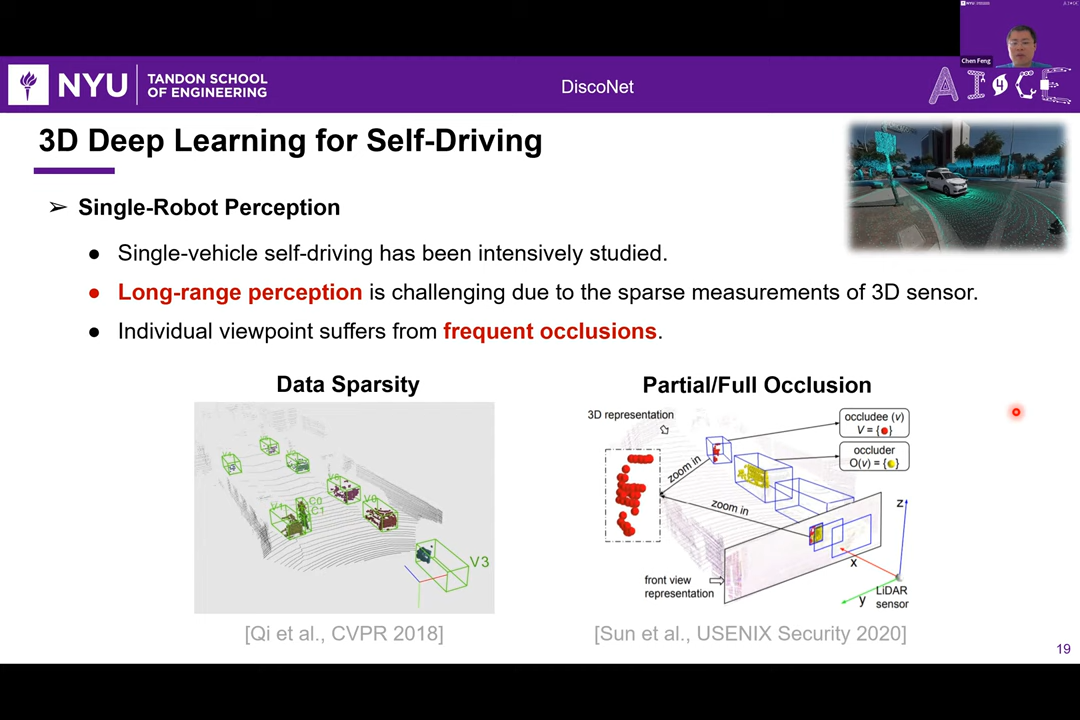 Chen Feng
NYU
TANDON SCHOOL
OF ENGINEERING
DiscoNet
AI4CE
3D Deep Learning for Self-Driving
➢ Single-Robot Perception
● Single-vehicle self-driving has been intensively studied.
● Long-range perception is challenging due to the sparse measurements of 3D sensor.
● Individual viewpoint suffers from frequent occlusions.
Data Sparsity
V3
[Qi et al., CVPR 2018]
Partial/Full Occlusion
3D representation
occludee (v)
V = {●}
occluder
O(v) = {●}
zoom in
zoom in
z
x
y
LiDAR
sensor
front view
representation
[Sun et al., USENIX Security 2020]
19